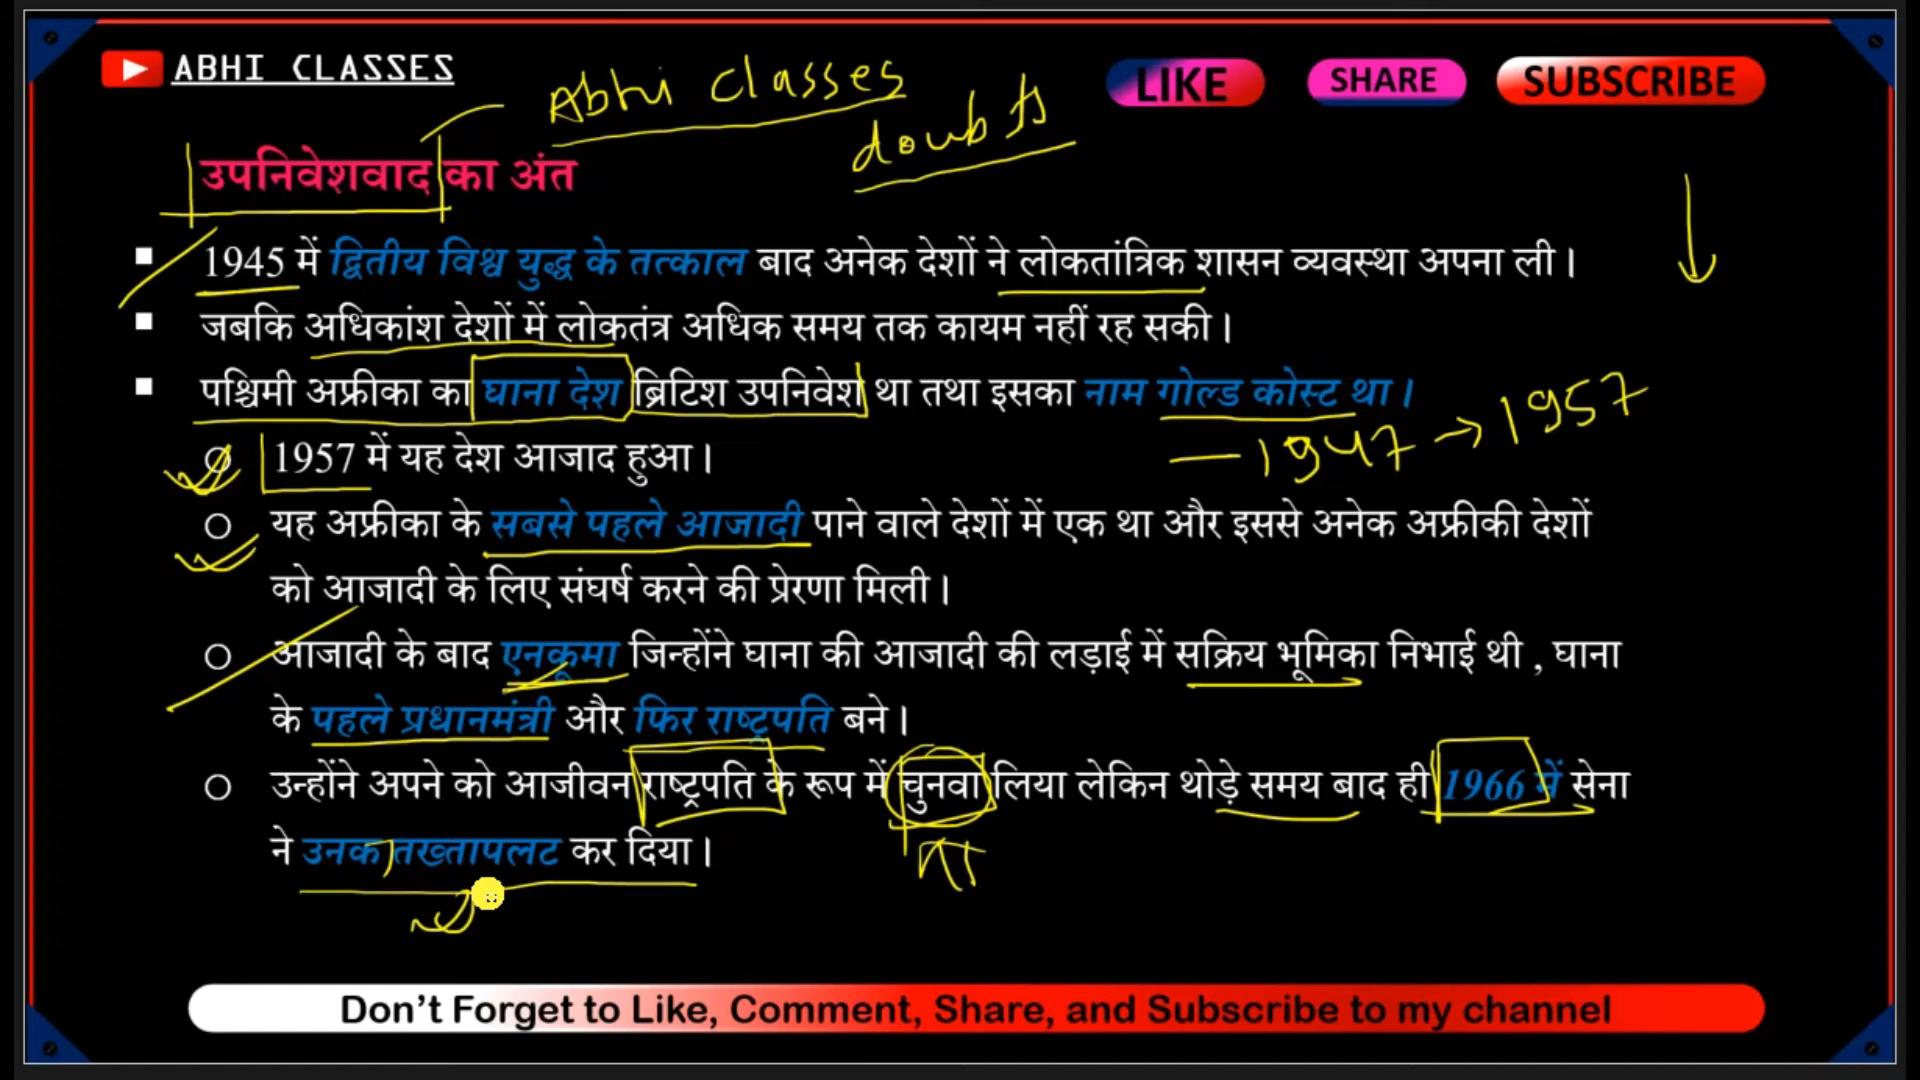 ABHI CLASSES
Abhi Classes
doubts
LIKE
SHARE
SUBSCRIBE
उपनिवेशवाद का अंत
1945 में द्वितीय विश्व युद्ध के तत्काल बाद अनेक देशों ने लोकतांत्रिक शासन व्यवस्था अपना ली।
जबकि अधिकांश देशों में लोकतंत्र अधिक समय तक कायम नहीं रह सकी।
पश्चिमी अफ्रीका का घाना देश ब्रिटिश उपनिवेश था तथा इसका नाम गोल्ड कोस्ट था।
— 1947 → 1957
1957 में यह देश आजाद हुआ।
यह अफ्रीका के सबसे पहले आजादी पाने वाले देशों में एक था और इससे अनेक अफ्रीकी देशों
को आजादी के लिए संघर्ष करने की प्रेरणा मिली।
आजादी के बाद एनकूमा जिन्होंने घाना की आजादी की लड़ाई में सक्रिय भूमिका निभाई थी , घाना
के पहले प्रधानमंत्री और फिर राष्ट्रपति बने।
उन्होंने अपने को आजीवन राष्ट्रपति के रूप में चुनवा लिया लेकिन थोड़े समय बाद ही 1966 में सेना
ने उनक तख्तापलट कर दिया।
Don't Forget to Like, Comment, Share, and Subscribe to my channel